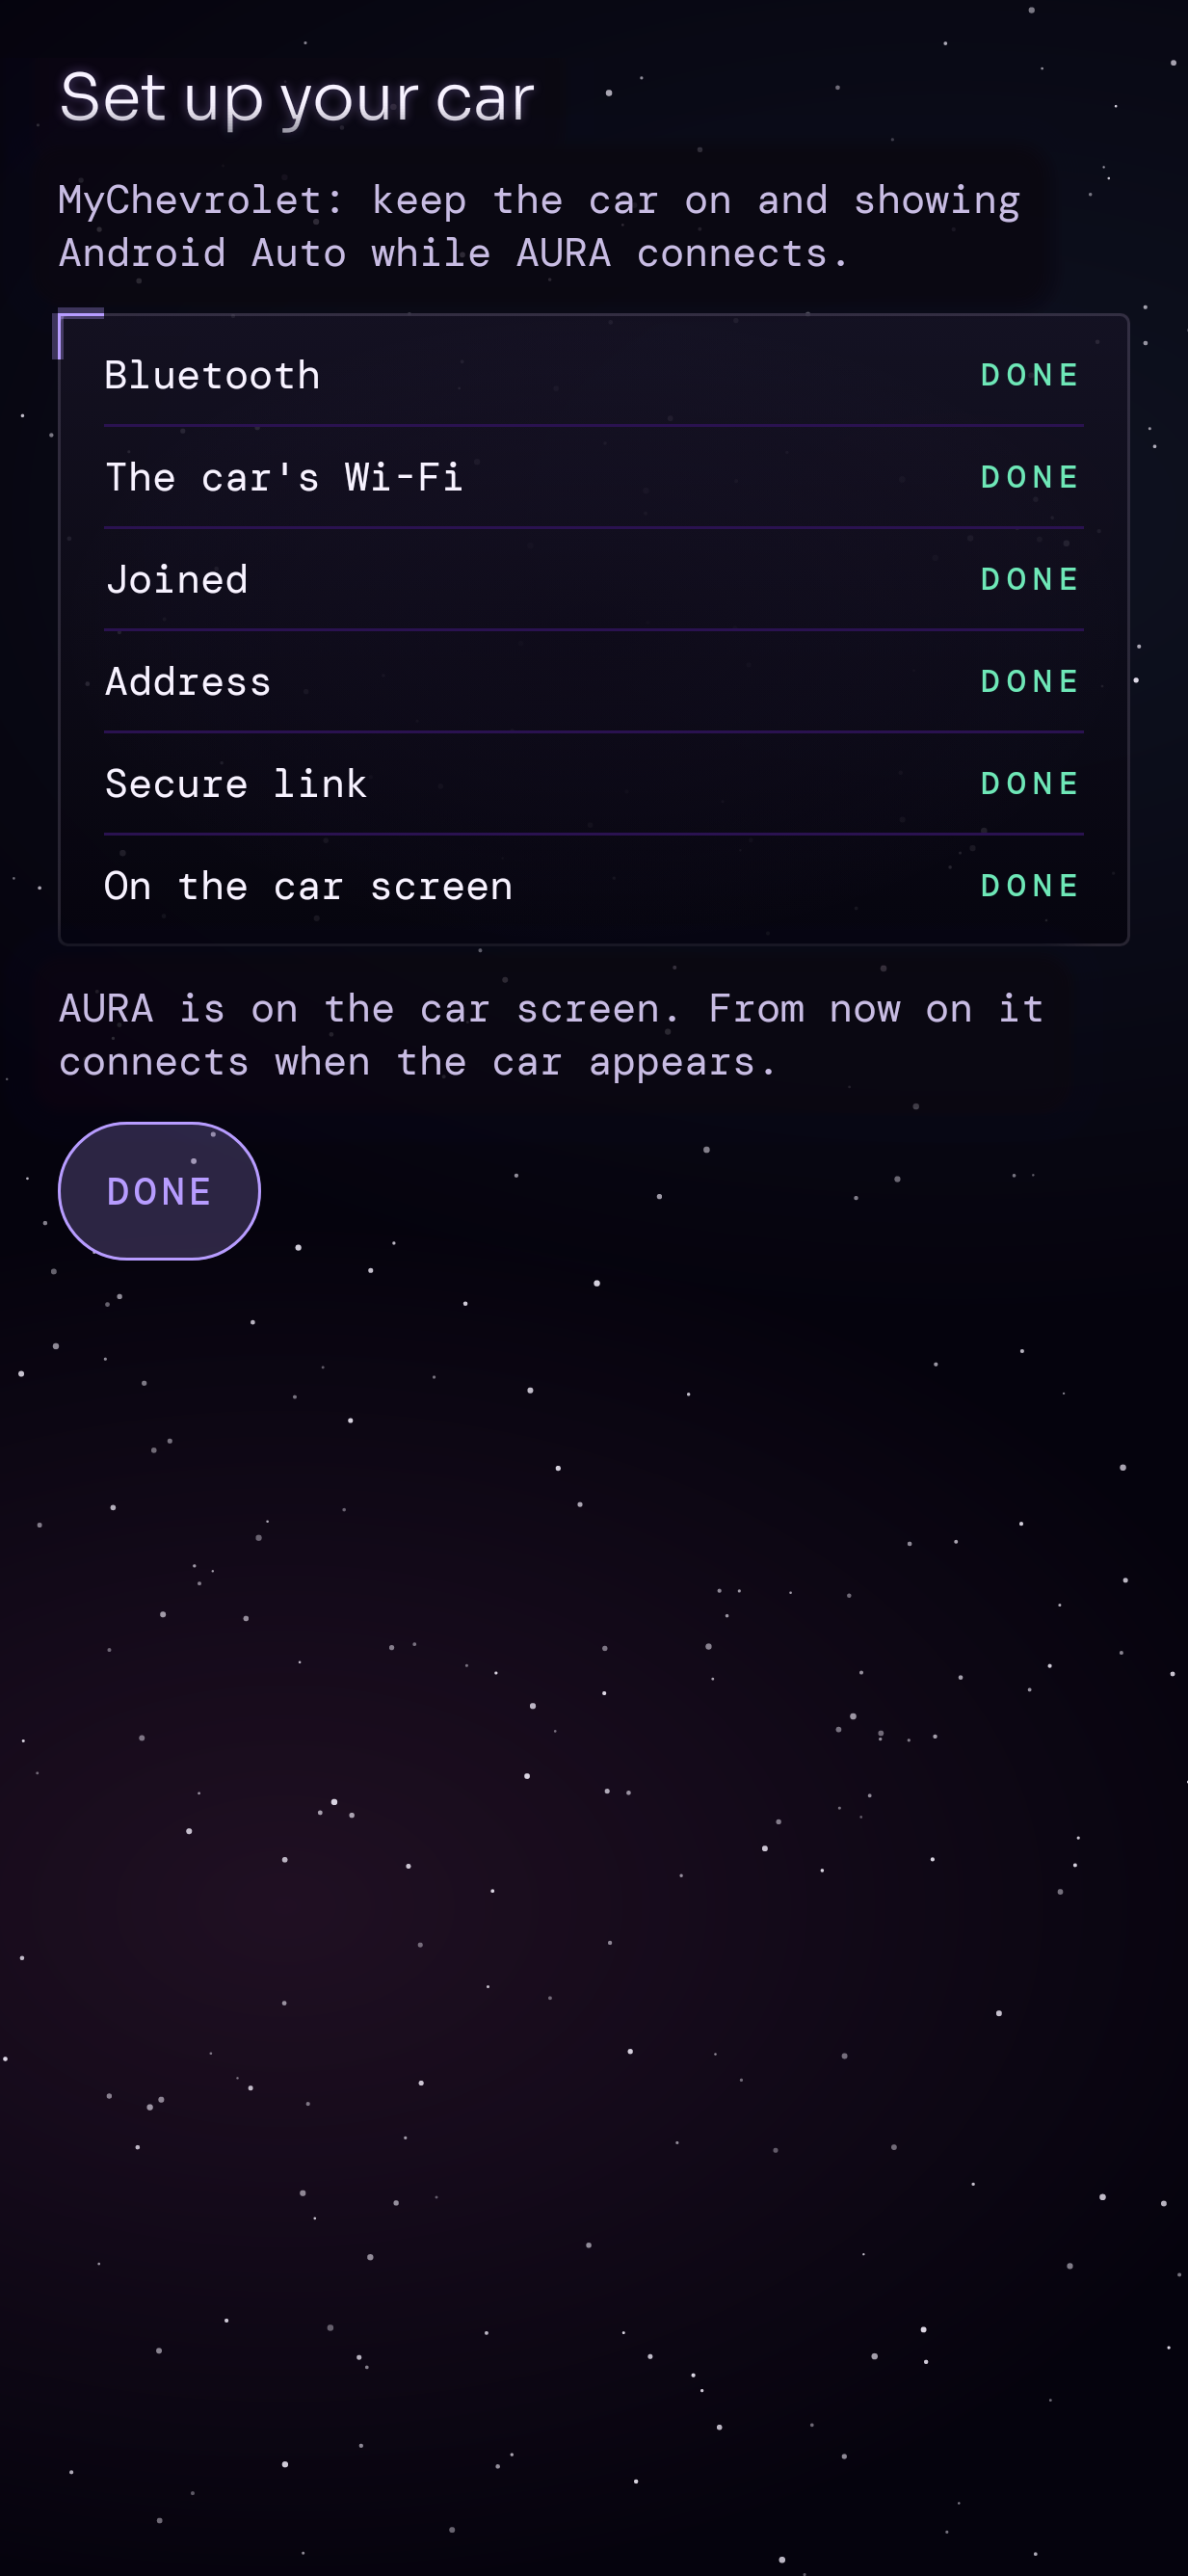 Set up your car
MyChevrolet: keep the car on and showing
Android Auto while AURA connects.
Bluetooth DONE
The car's Wi-Fi DONE
Joined DONE
Address DONE
Secure link DONE
On the car screen DONE
AURA is on the car screen. From now on it
connects when the car appears.
DONE